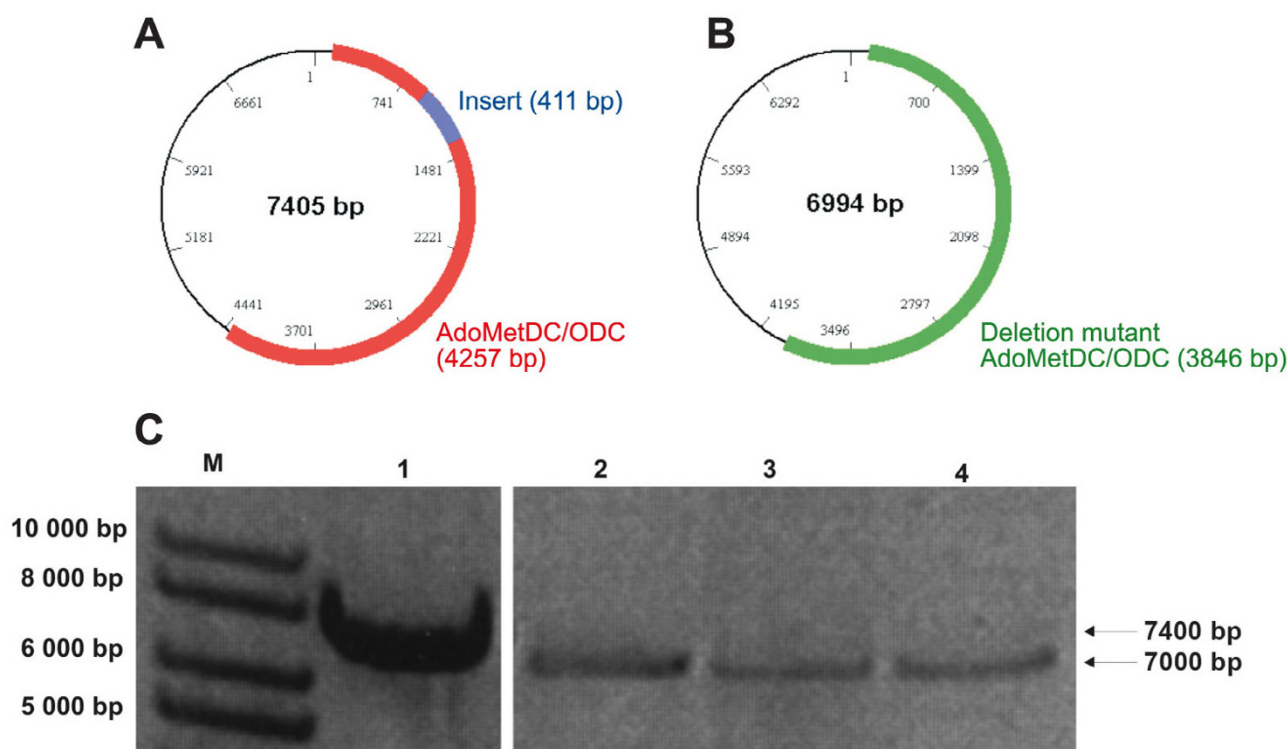 A
1
741
1481
2221
2961
3701
4441
5181
5921
6661
7405 bp
Insert (411 bp)
AdoMetDC/ODC
(4257 bp)
B
1
700
1399
2098
2797
3496
4195
4894
5593
6292
6994 bp
Deletion mutant
AdoMetDC/ODC (3846 bp)
C
M 1 2 3 4
10 000 bp
8 000 bp
6 000 bp
5 000 bp
7400 bp
7000 bp